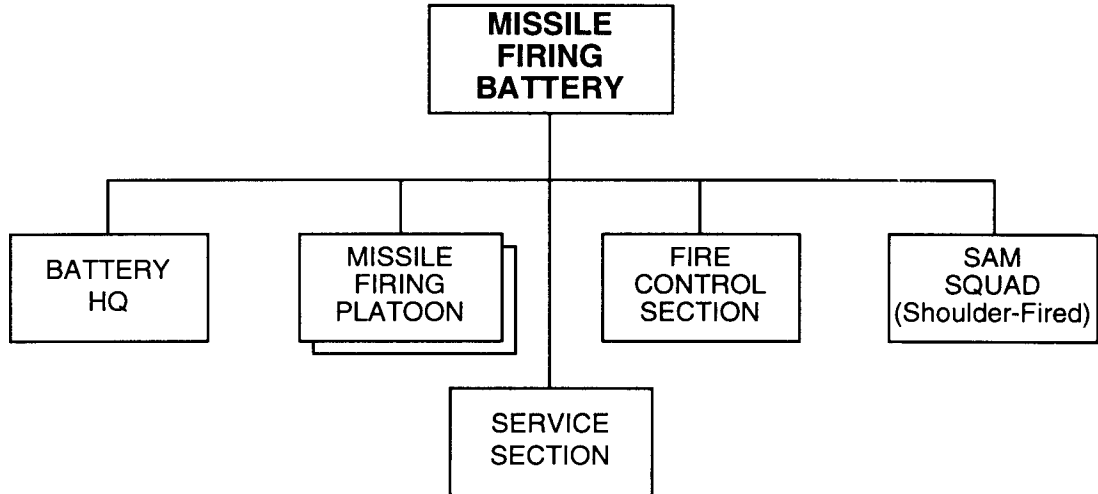 MISSILE
FIRING
BATTERY
BATTERY
HQ
MISSILE
FIRING
PLATOON
FIRE
CONTROL
SECTION
SAM
SQUAD
(Shoulder-Fired)
SERVICE
SECTION